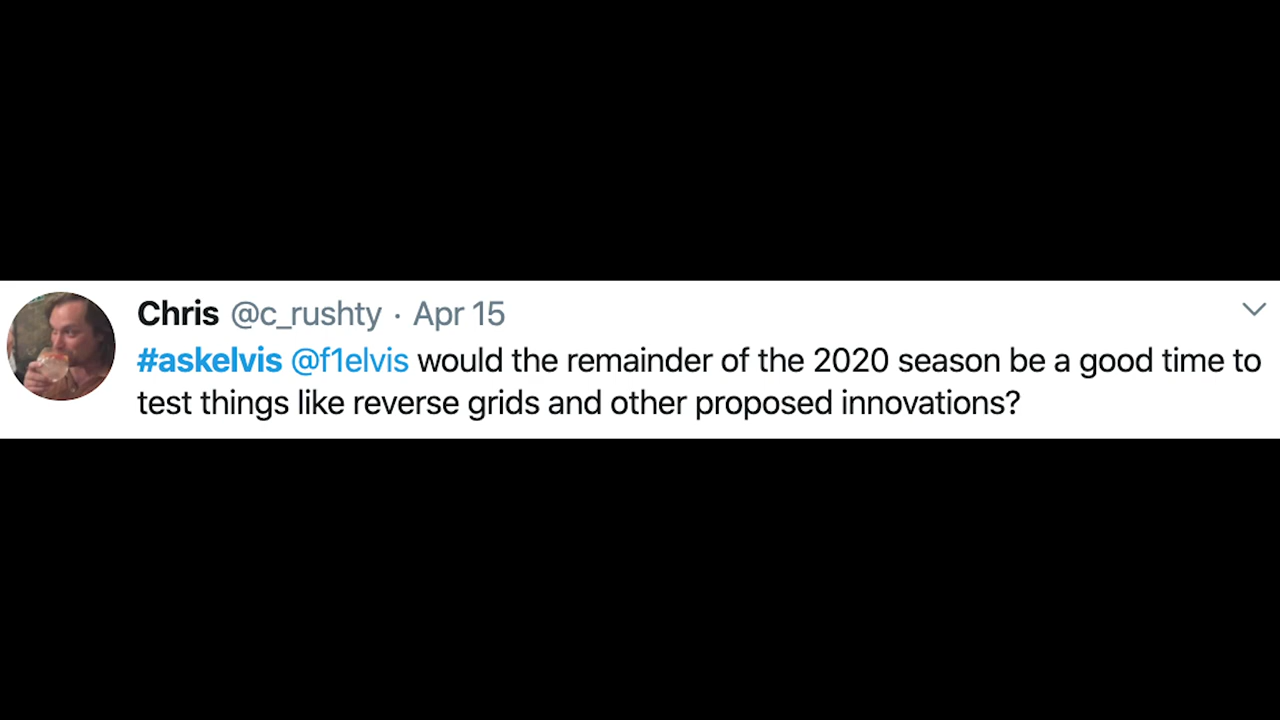 Chris @c_rushty · Apr 15
#askelvis @f1elvis would the remainder of the 2020 season be a good time to
test things like reverse grids and other proposed innovations?